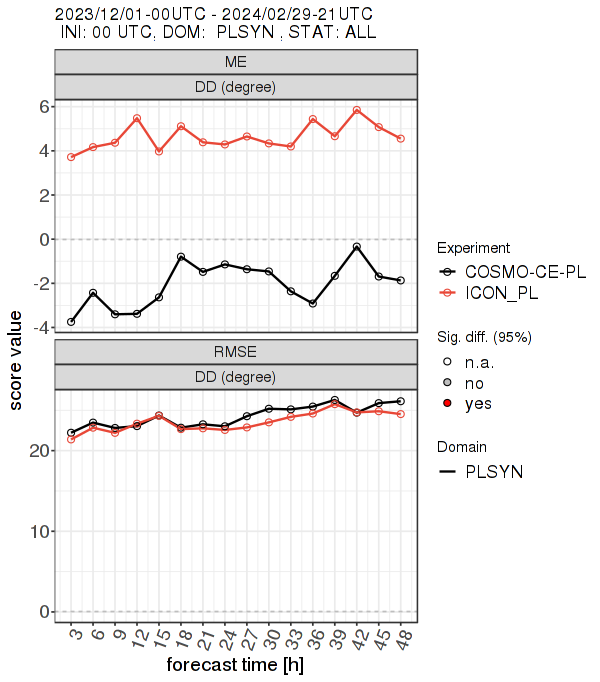 2023/12/01-00UTC - 2024/02/29-21UTC
INI: 00 UTC, DOM: PLSYN , STAT: ALL
ME
DD (degree)
6
4
2
0
-2
-4
RMSE
DD (degree)
20
10
0
score value
3 6 9 12 15 18 21 24 27 30 33 36 39 42 45 48
forecast time [h]
Experiment
COSMO-CE-PL
ICON_PL
Sig. diff. (95%)
n.a.
no
yes
Domain
PLSYN